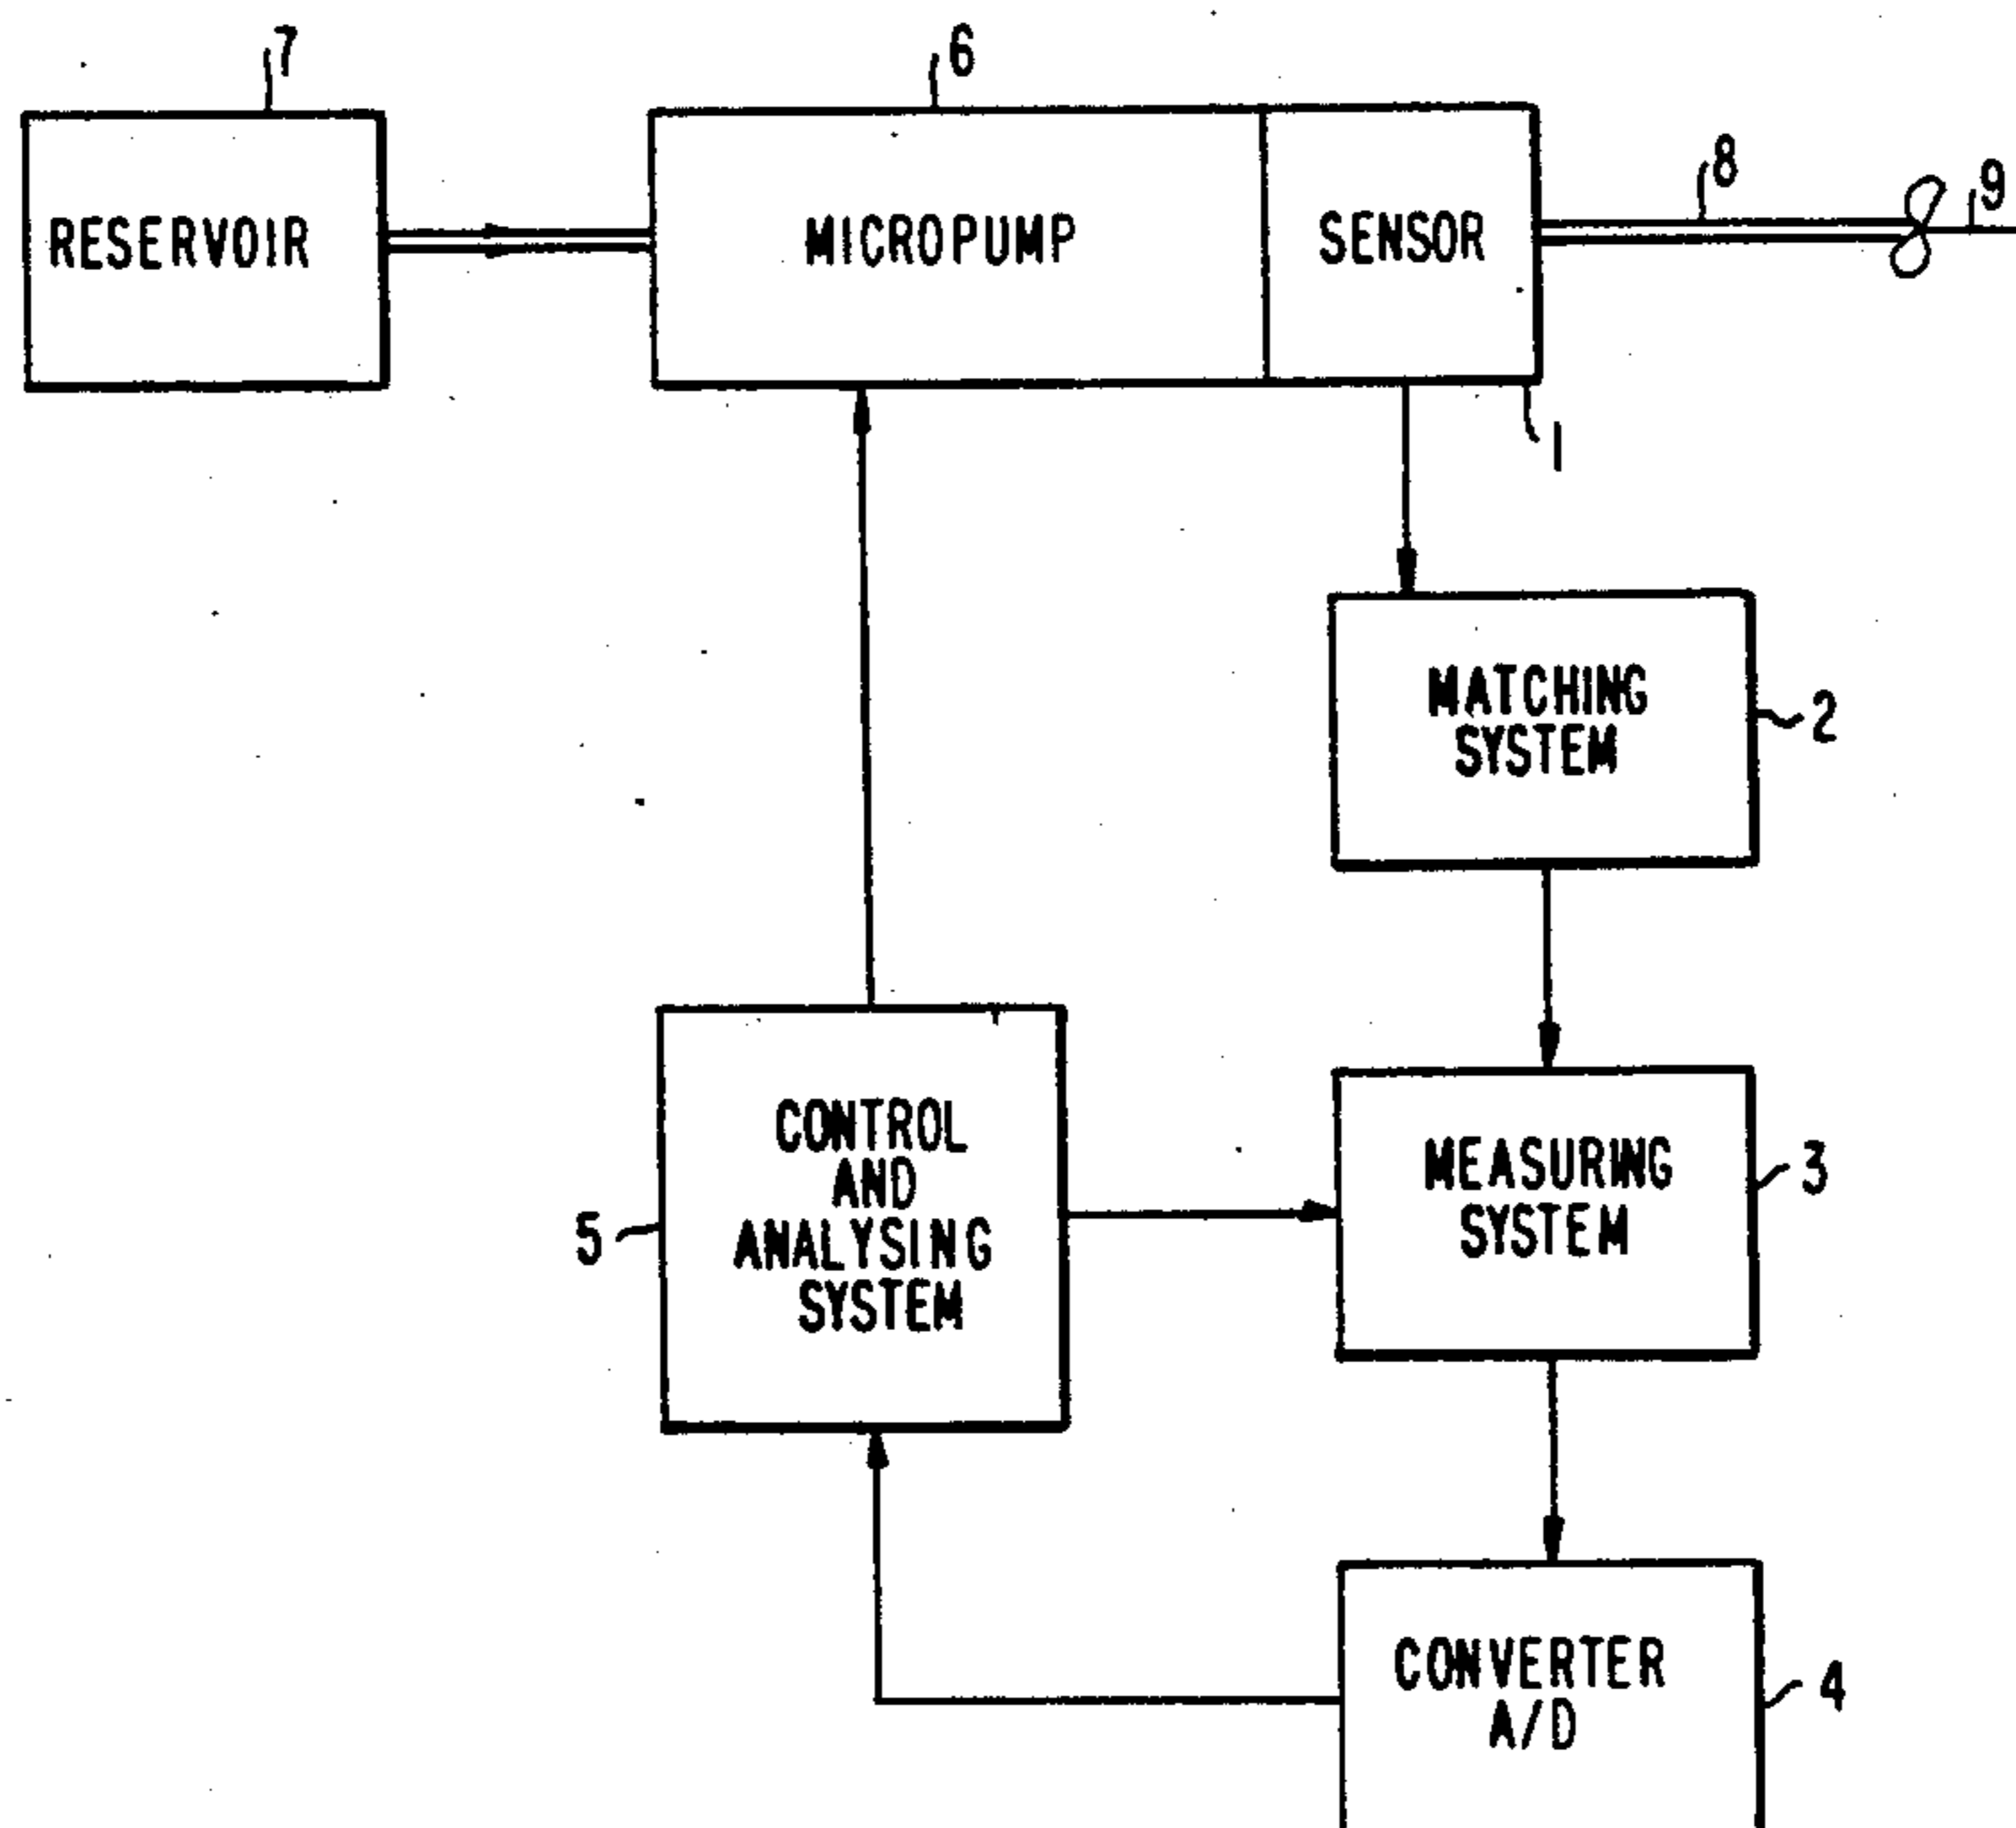 7
6
8
9
RESERVOIR
MICROPUMP
SENSOR
1
MATCHING
SYSTEM
2
CONTROL
AND
ANALYSING
SYSTEM
5
MEASURING
SYSTEM
3
CONVERTER
A/D
4